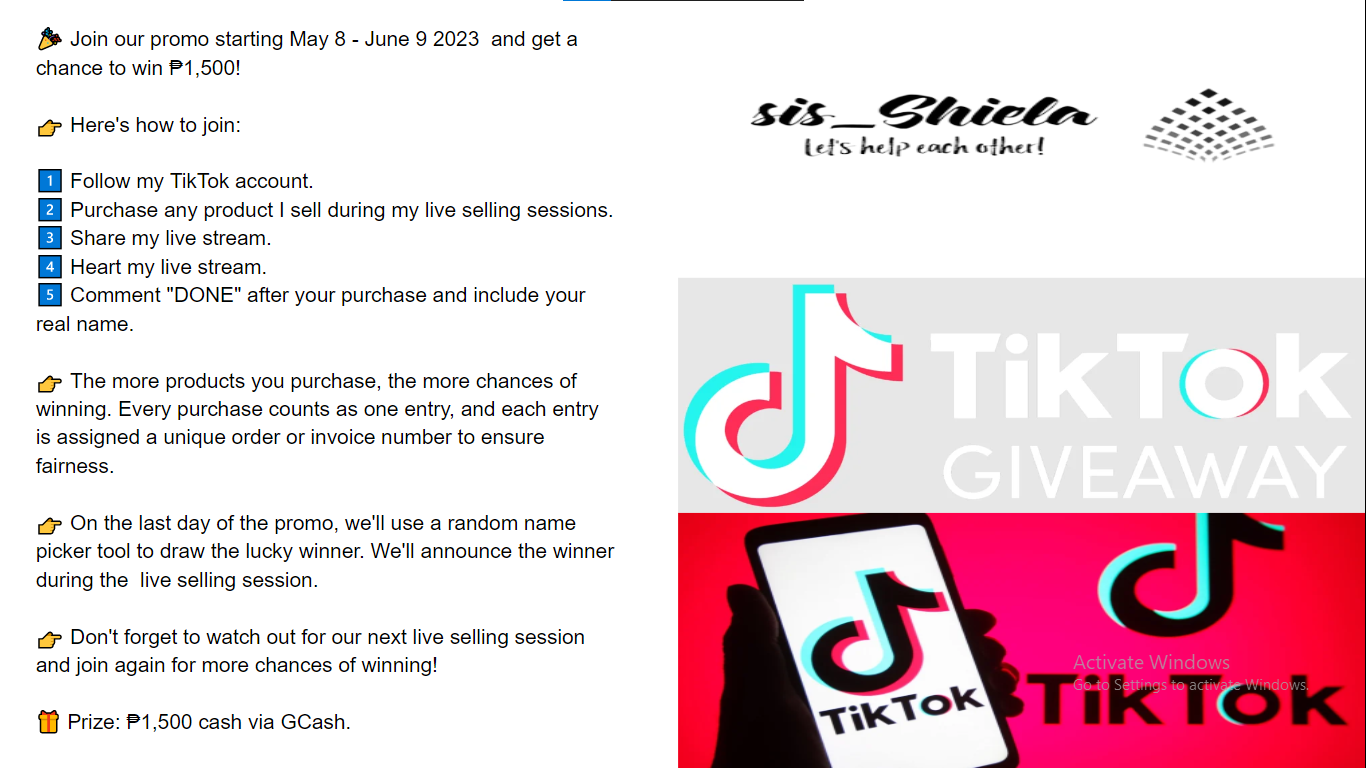 🎉 Join our promo starting May 8 - June 9 2023  and get a
chance to win ₱1,500!
👉 Here's how to join:
1️⃣ Follow my TikTok account.
2️⃣ Purchase any product I sell during my live selling sessions.
3️⃣ Share my live stream.
4️⃣ Heart my live stream.
5️⃣ Comment "DONE" after your purchase and include your
real name.
👉 The more products you purchase, the more chances of
winning. Every purchase counts as one entry, and each entry
is assigned a unique order or invoice number to ensure
fairness.
👉 On the last day of the promo, we'll use a random name
picker tool to draw the lucky winner. We'll announce the winner
during the  live selling session.
👉 Don't forget to watch out for our next live selling session
and join again for more chances of winning!
🎁 Prize: ₱1,500 cash via GCash.
sis_Shiela
Let's help each other!
TikTok
GIVEAWAY
TikTok
TikTok
Activate Windows
Go to Settings to activate Windows.